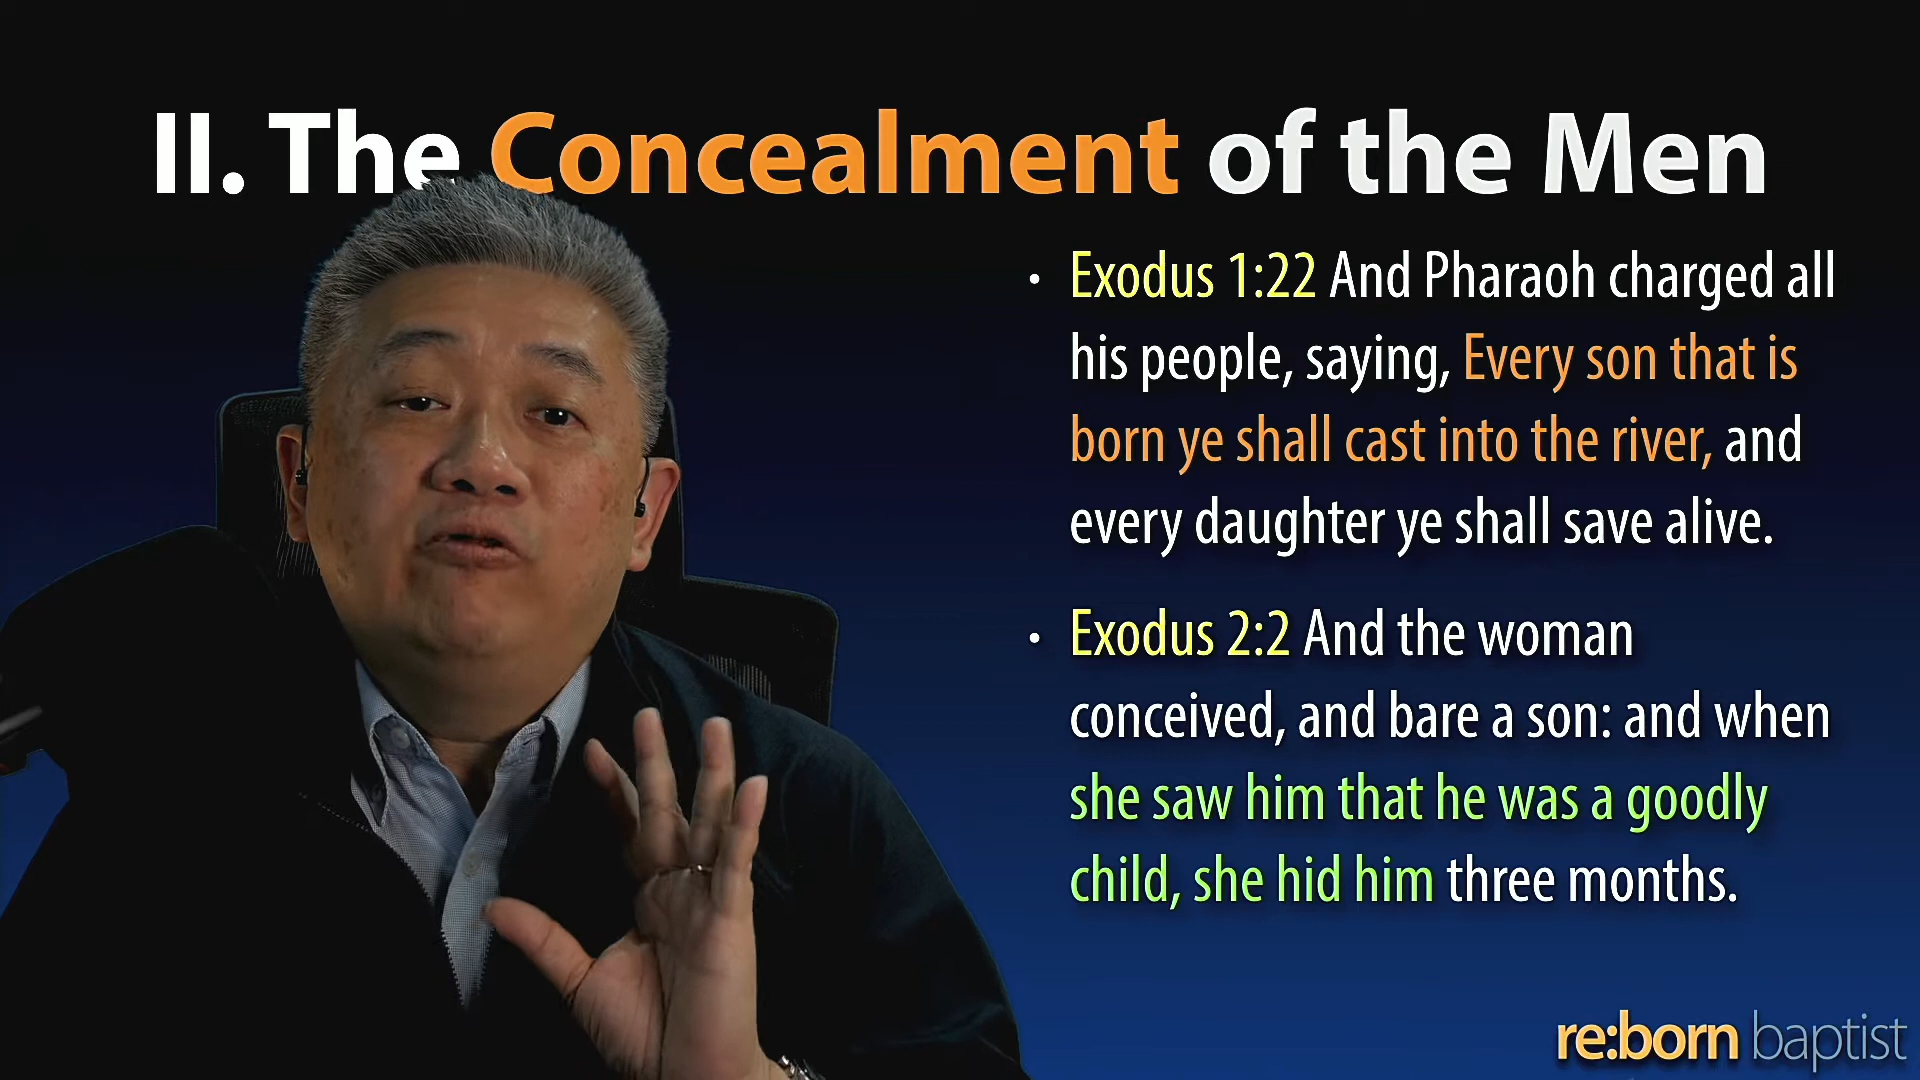 II. The Concealment of the Men
• Exodus 1:22 And Pharaoh charged all
his people, saying, Every son that is
born ye shall cast into the river, and
every daughter ye shall save alive.
• Exodus 2:2 And the woman
conceived, and bare a son: and when
she saw him that he was a goodly
child, she hid him three months.
re:born baptist